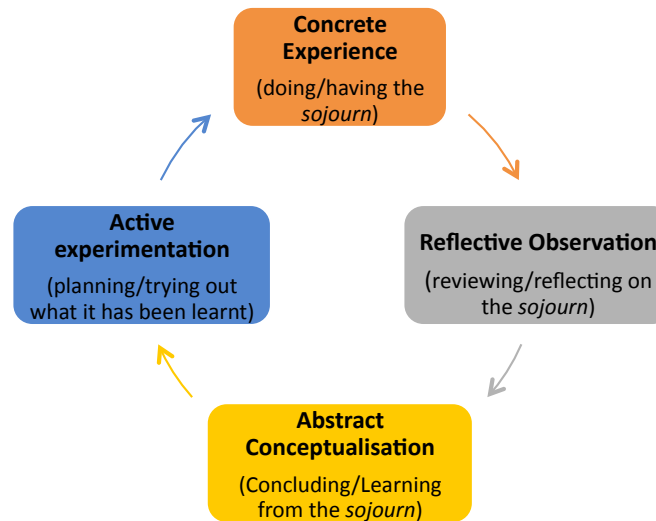 Concrete
Experience
(doing/having the
sojourn)
Active
experimentation
(planning/trying out
what it has been learnt)
Reflective Observation
(reviewing/reflecting on
the sojourn)
Abstract
Conceptualisation
(Concluding/Learning
from the sojourn)